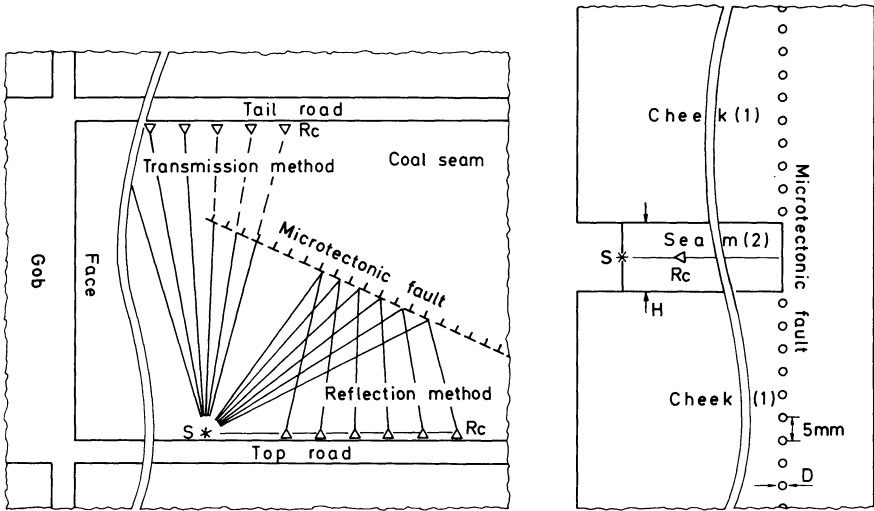 Tail road
Rc
Transmission method
Coal seam
Microtectonic fault
Gob
Face
Reflection method
S
Rc
Top road
Cheek (1)
Microtectonic fault
Seam (2)
S
Rc
H
Cheek (1)
5mm
D